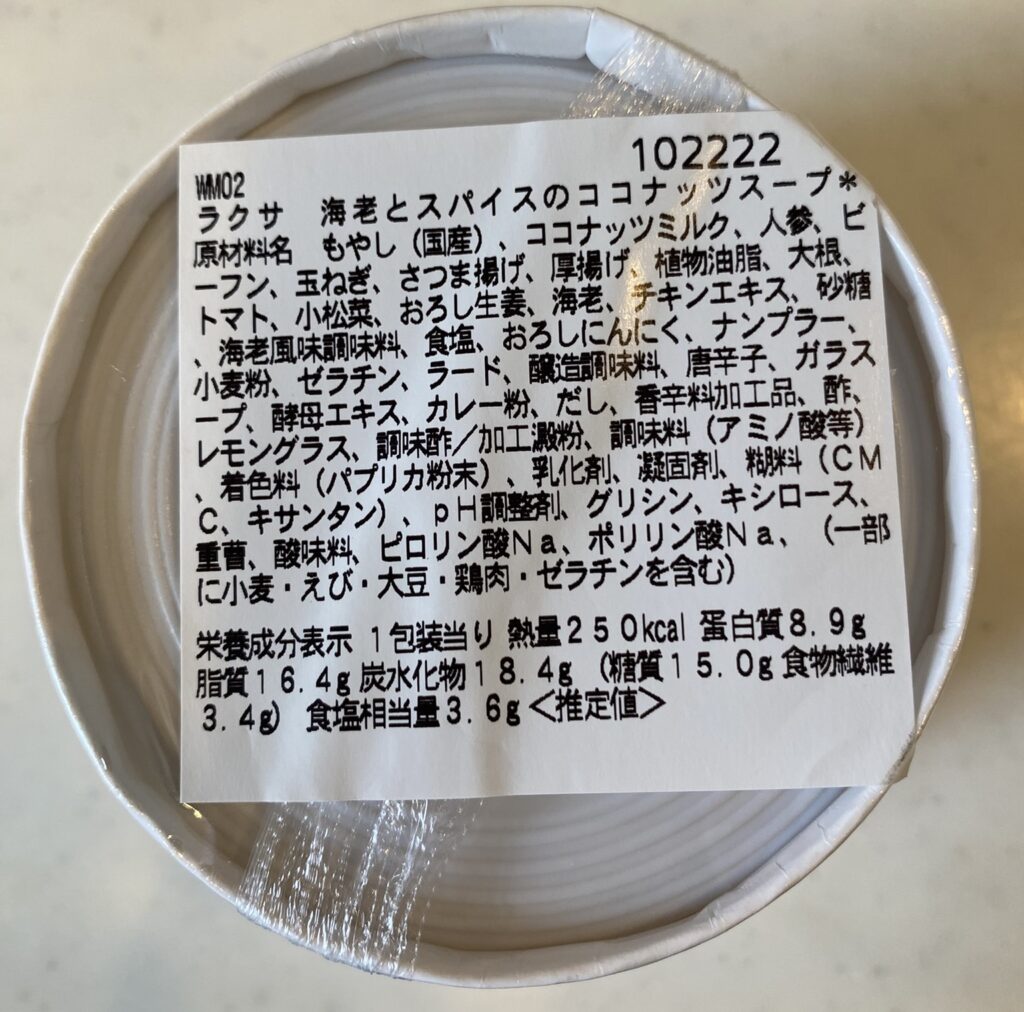 102222
WM02
ラクサ　海老とスパイスのココナッツスープ＊
原材料名　もやし（国産）、ココナッツミルク、人参、ビ
ーフン、玉ねぎ、さつま揚げ、厚揚げ、植物油脂、大根、
トマト、小松菜、おろし生姜、海老、チキンエキス、砂糖
、海老風味調味料、食塩、おろしにんにく、ナンプラー、
小麦粉、ゼラチン、ラード、醸造調味料、唐辛子、ガラス
ープ、酵母エキス、カレー粉、だし、香辛料加工品、酢、
レモングラス、調味酢／加工澱粉、調味料（アミノ酸等）
、着色料（パプリカ粉末）、乳化剤、凝固剤、糊料（ＣＭ
Ｃ、キサンタン）、ｐＨ調整剤、グリシン、キシロース、
重曹、酸味料、ピロリン酸Ｎａ、ポリリン酸Ｎａ、（一部
に小麦・えび・大豆・鶏肉・ゼラチンを含む）
栄養成分表示　１包装当り　熱量２５０kcal　蛋白質８．９g
脂質１６．４g　炭水化物１８．４g　（糖質１５．０g　食物繊維
３．４g）　食塩相当量３．６g＜推定値＞